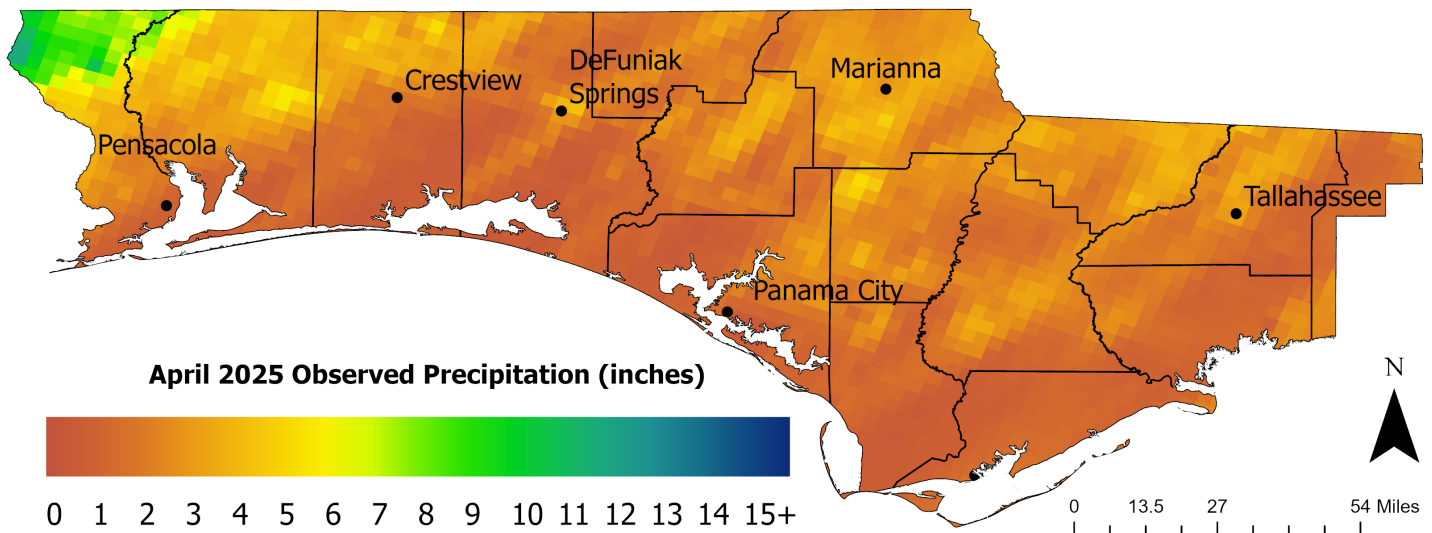 DeFuniak
Springs
Crestview
Marianna
Pensacola
Tallahassee
Panama City
April 2025 Observed Precipitation (inches)
0 1 2 3 4 5 6 7 8 9 10 11 12 13 14 15+
N
0 13.5 27 54 Miles